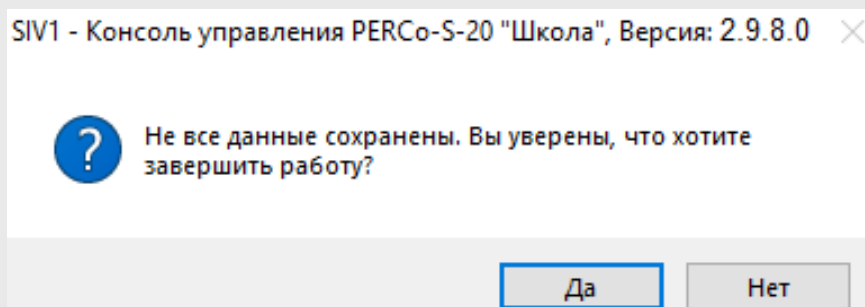 SIV1 - Консоль управления PERCo-S-20 "Школа", Версия: 2.9.8.0
Не все данные сохранены. Вы уверены, что хотите
завершить работу?
Да Нет